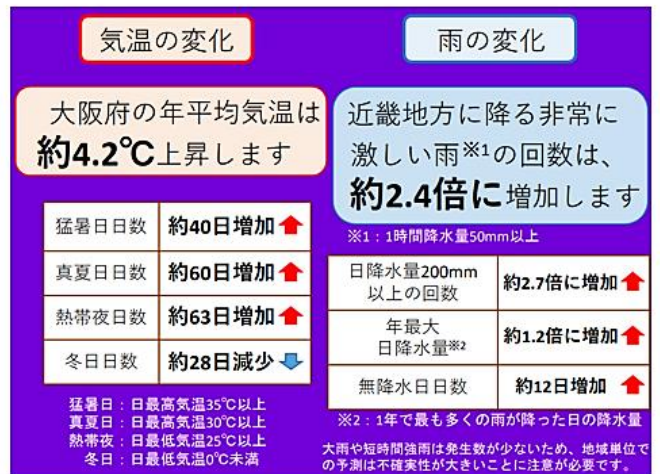 気温の変化
大阪府の年平均気温は
約4.2℃上昇します
猛暑日日数 約40日増加
真夏日日数 約60日増加
熱帯夜日数 約63日増加
冬日日数 約28日減少
猛暑日：日最高気温35℃以上
真夏日：日最高気温30℃以上
熱帯夜：日最低気温25℃以上
冬日：日最低気温0℃未満
雨の変化
近畿地方に降る非常に
激しい雨※1の回数は、
約2.4倍に増加します
※1：1時間降水量50mm以上
日降水量200mm
以上の回数 約2.7倍に増加
年最大
日降水量※2 約1.2倍に増加
無降水日日数 約12日増加
※2：1年で最も多くの雨が降った日の降水量
大雨や短時間強雨は発生数が少ないため、地域単位で
の予測は不確実性が大きいことに注意が必要です。